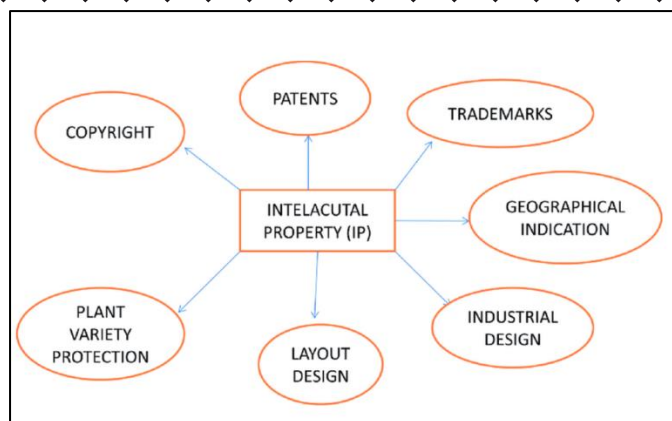 PATENTS
COPYRIGHT
TRADEMARKS
INTELACUTAL
PROPERTY (IP)
GEOGRAPHICAL
INDICATION
PLANT
VARIETY
PROTECTION
LAYOUT
DESIGN
INDUSTRIAL
DESIGN